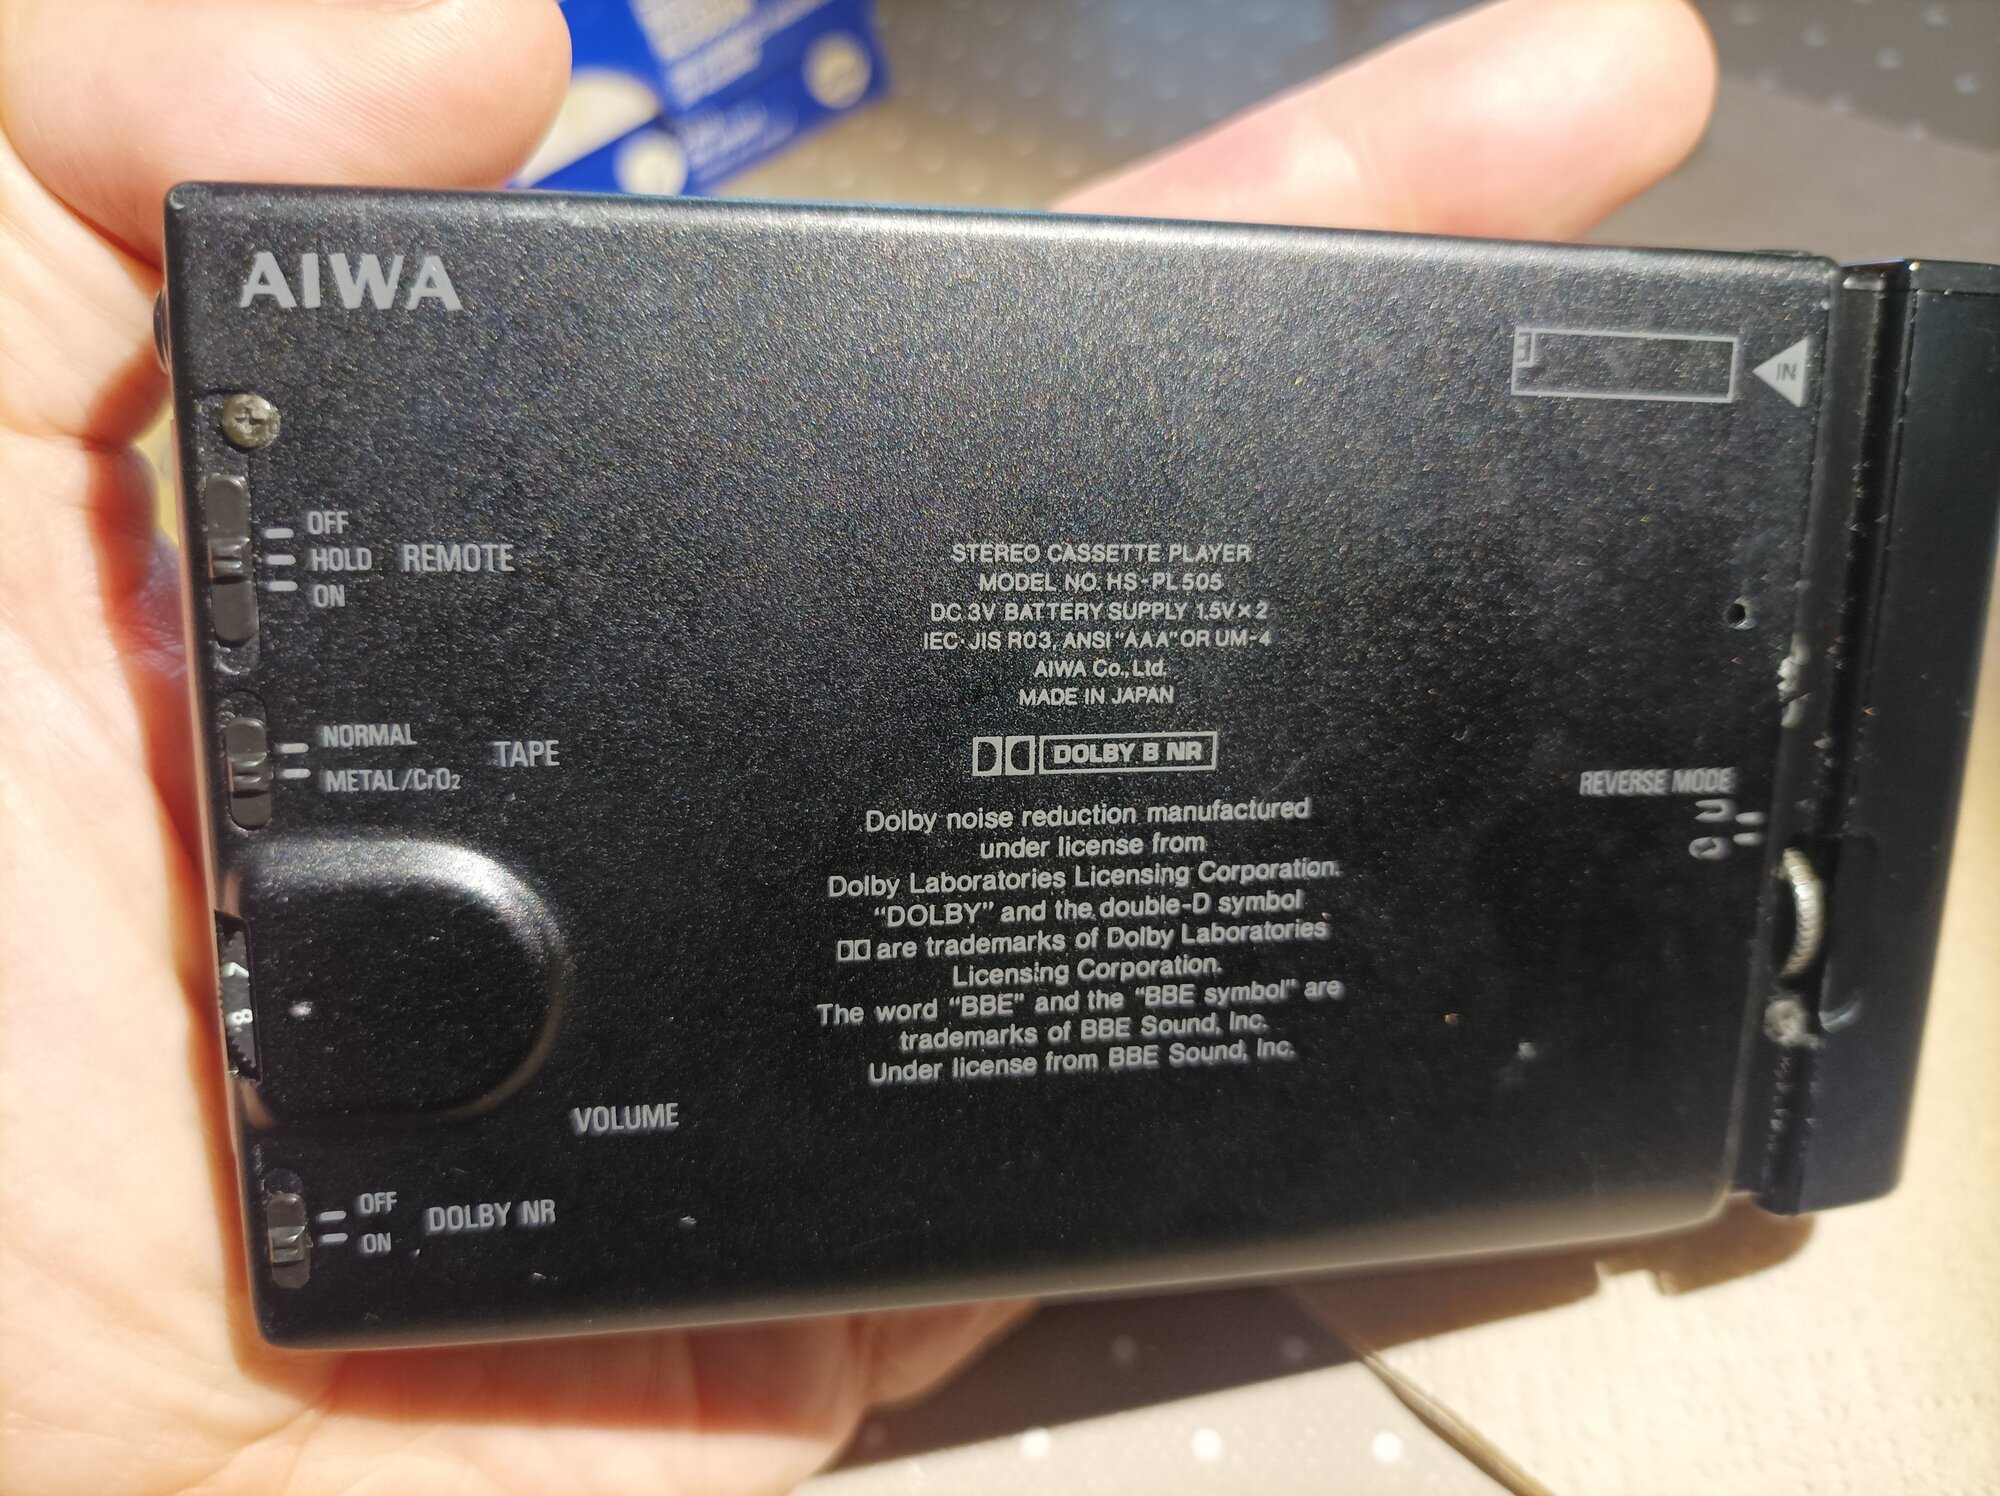 AIWA
IN
OFF
HOLD REMOTE
ON
STEREO CASSETTE PLAYER
MODEL NO. HS-PL505
DC 3V BATTERY SUPPLY 1.5V×2
IEC·JIS R03, ANSI "AAA" OR UM-4
AIWA Co., Ltd.
MADE IN JAPAN
NORMAL
TAPE
METAL/CrO2
DOLBY B NR
REVERSE MODE
Dolby noise reduction manufactured
under license from
Dolby Laboratories Licensing Corporation.
"DOLBY" and the double-D symbol
are trademarks of Dolby Laboratories
Licensing Corporation.
The word "BBE" and the "BBE symbol" are
trademarks of BBE Sound, Inc.
Under license from BBE Sound, Inc.
8
VOLUME
OFF
DOLBY NR
ON